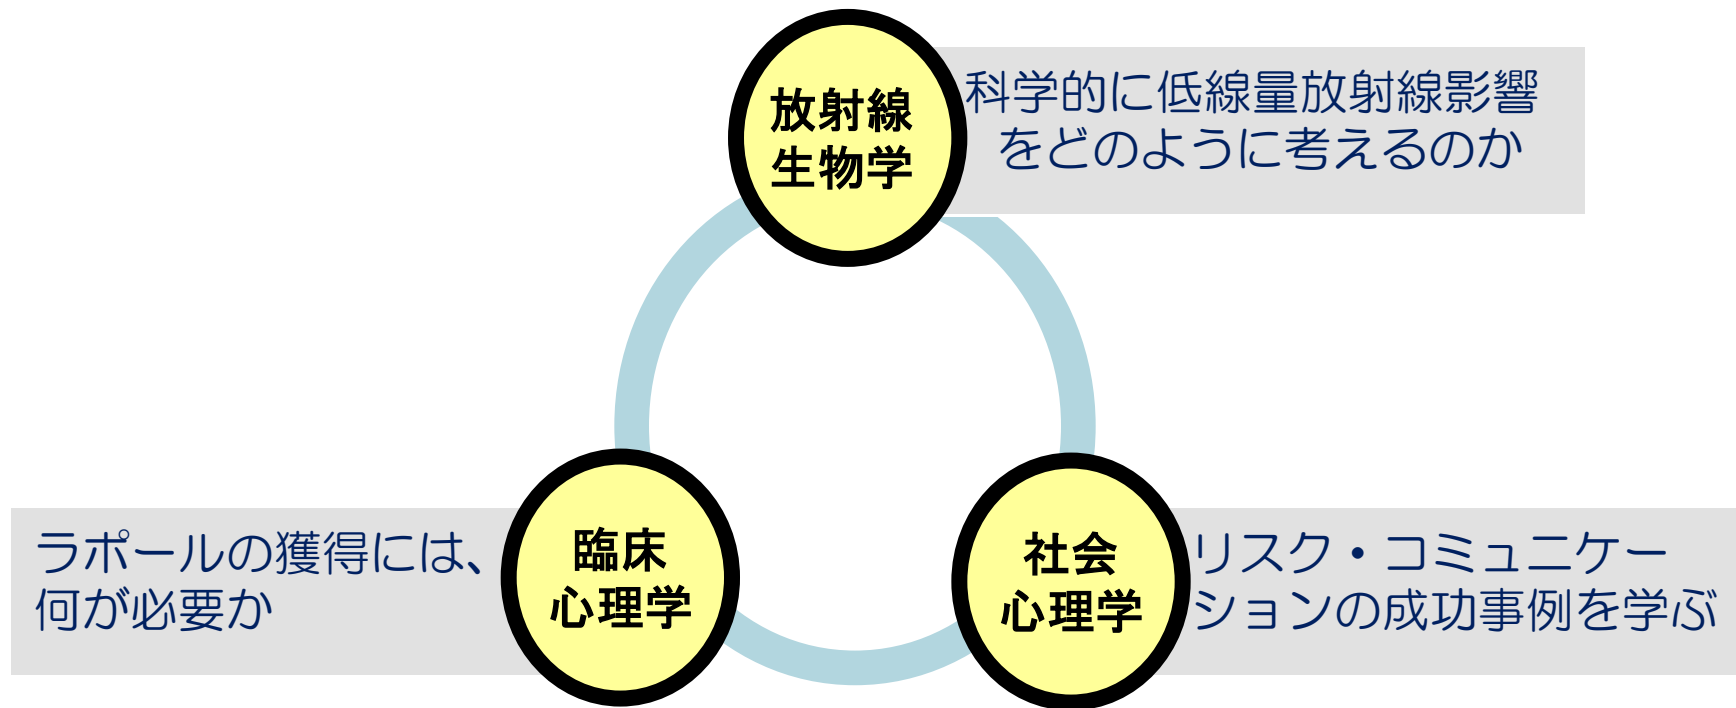 放射線
生物学
科学的に低線量放射線影響
をどのように考えるのか
ラポールの獲得には、
何が必要か
臨床
心理学
社会
心理学
リスク・コミュニケー
ションの成功事例を学ぶ